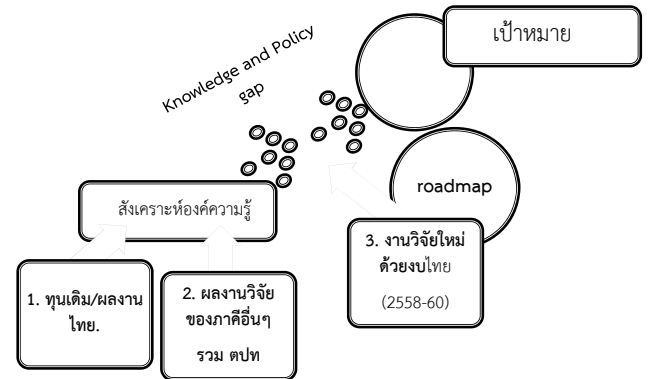 Knowledge and Policy
gap
เป้าหมาย
roadmap
สังเคราะห์องค์ความรู้
1. ทุนเดิม/ผลงาน
ไทย.
2. ผลงานวิจัย
ของภาคีอื่นๆ
รวม ตปท
3. งานวิจัยใหม่
ด้วยงบไทย
(2558-60)